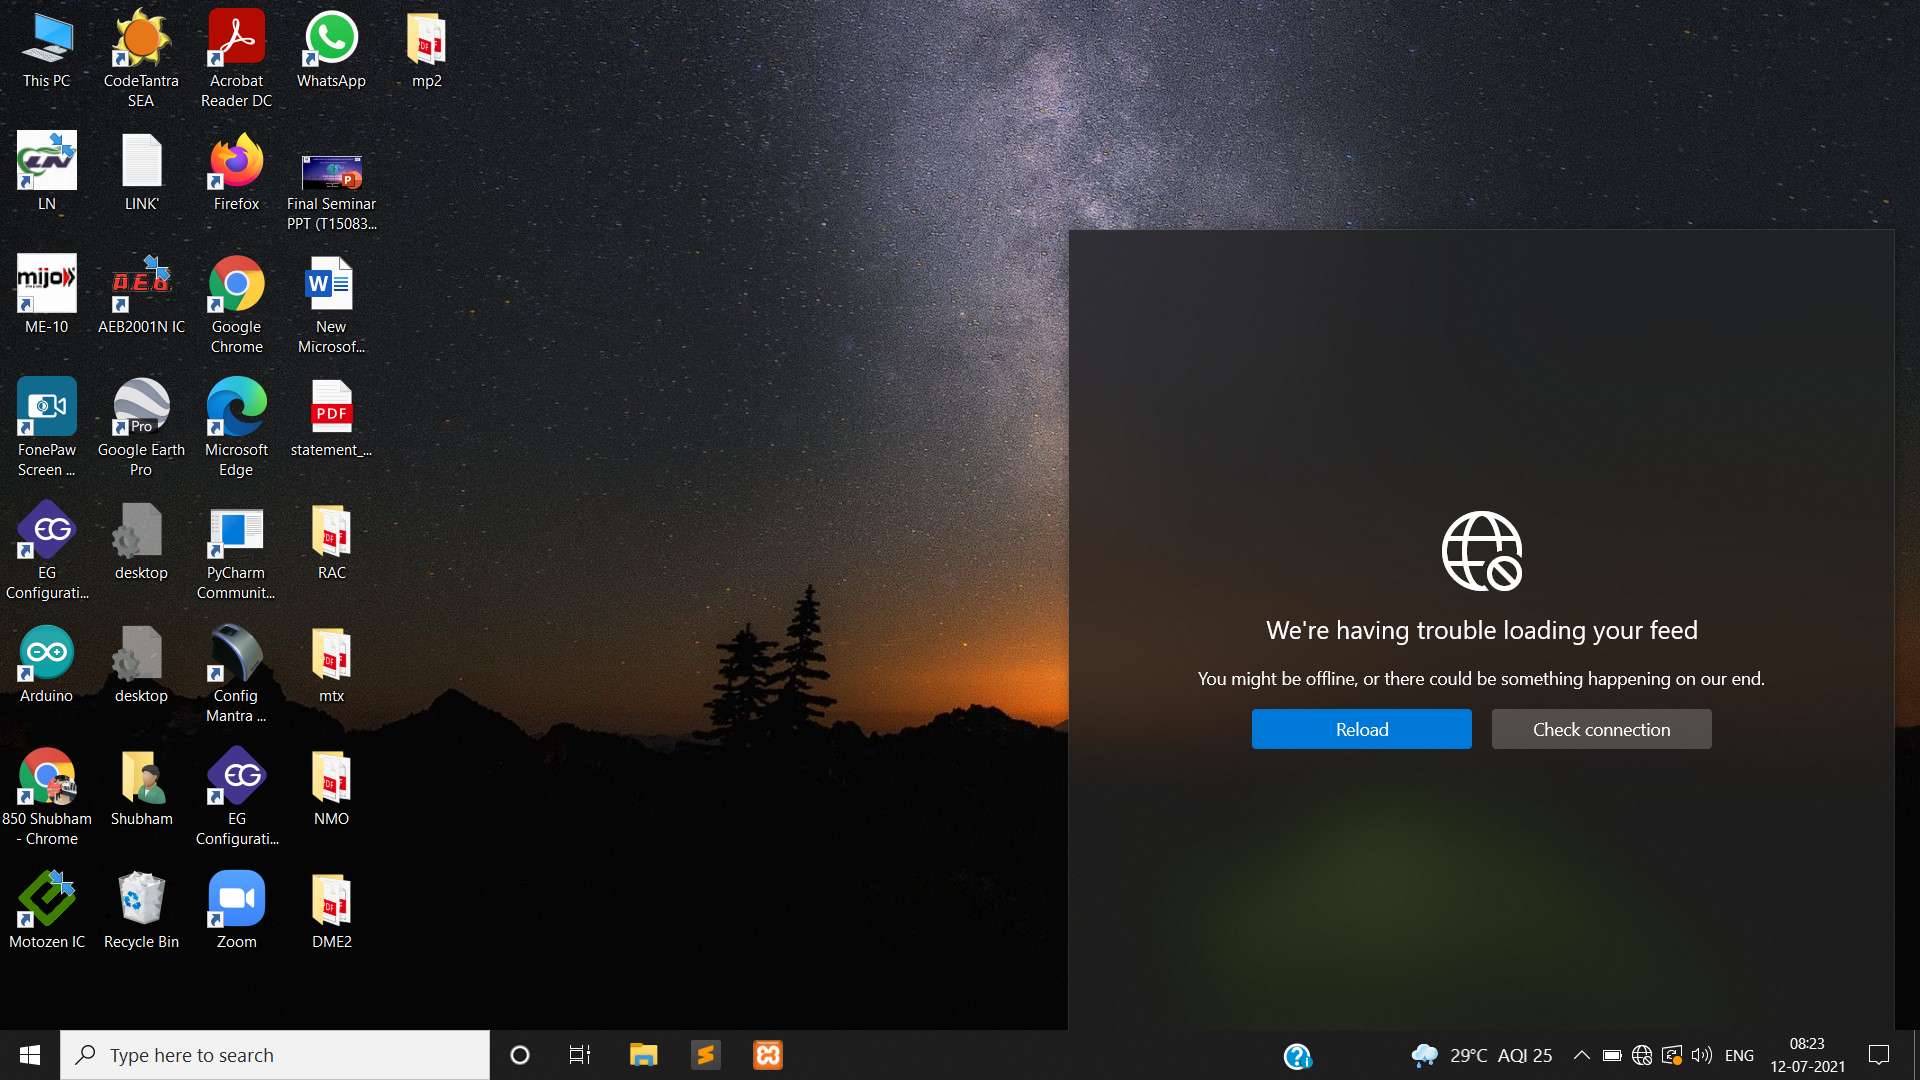 This PC
CodeTantra
SEA
Acrobat
Reader DC
WhatsApp
mp2
LN
LINK'
Firefox
Final Seminar
PPT (T15083...
mijo
ME-10
AEB
AEB2001N IC
Google
Chrome
New
Microsof...
FonePaw
Screen ...
Pro
Google Earth
Pro
Microsoft
Edge
PDF
statement_...
EG
EG
Configurati...
desktop
PyCharm
Communit...
RAC
Arduino
desktop
Config
Mantra ...
mtx
850 Shubham
- Chrome
Shubham
EG
EG
Configurati...
NMO
Motozen IC
Recycle Bin
Zoom
DME2
We're having trouble loading your feed
You might be offline, or there could be something happening on our end.
Reload
Check connection
Type here to search
29°C AQI 25
ENG
08:23
12-07-2021